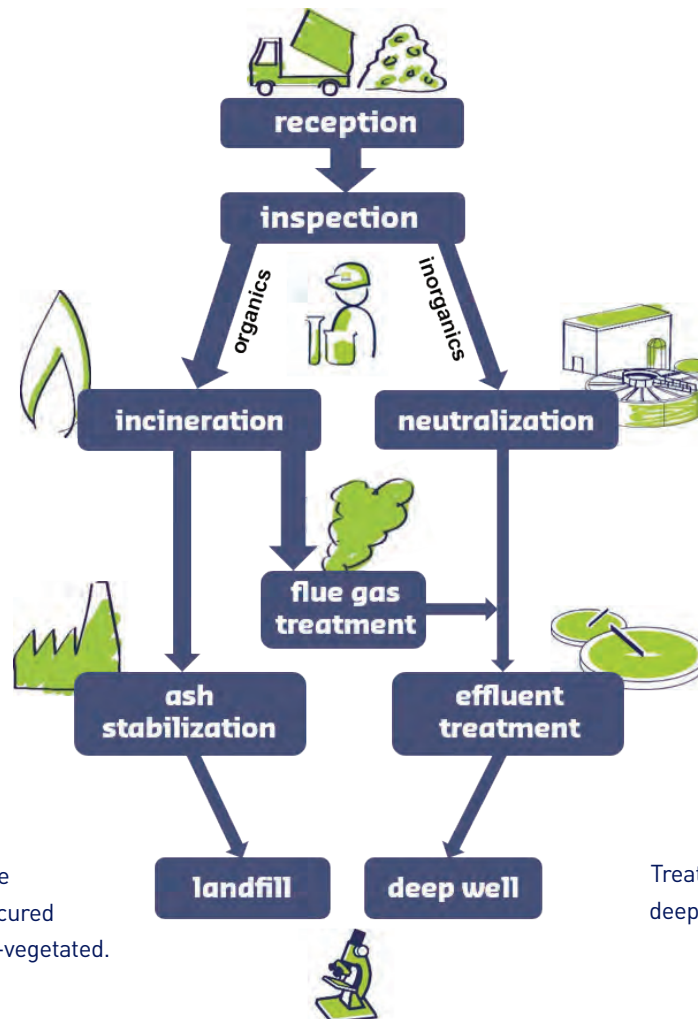 reception
inspection
organics
inorganics
incineration
neutralization
flue gas
treatment
ash
stabilization
effluent
treatment
landfill
deep well
e
cured
-vegetated.
Treat
deep